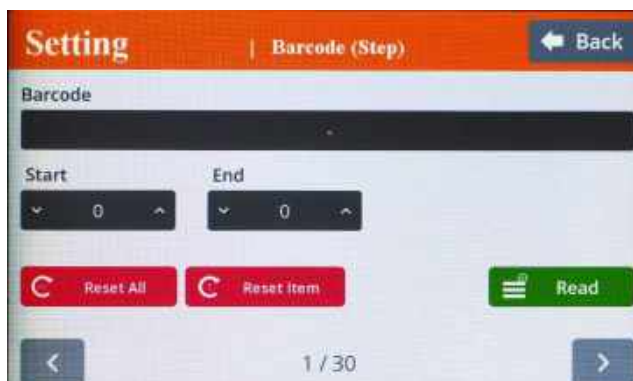 Setting | Barcode (Step) Back
Barcode
-
Start End
0 0
Reset All Reset Item Read
1 / 30